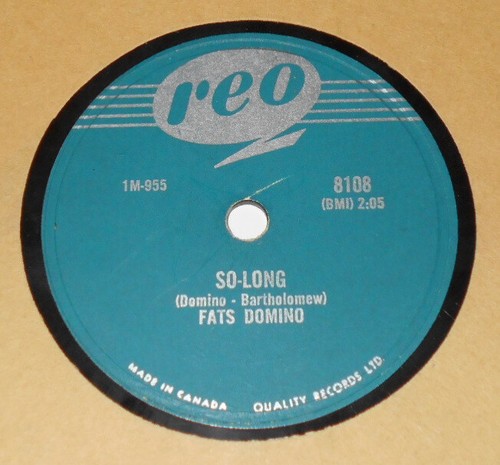 reo
1M-955
8108
(BMI) 2:05
SO-LONG
(Domino - Bartholomew)
FATS DOMINO
MADE IN CANADA QUALITY RECORDS LTD.